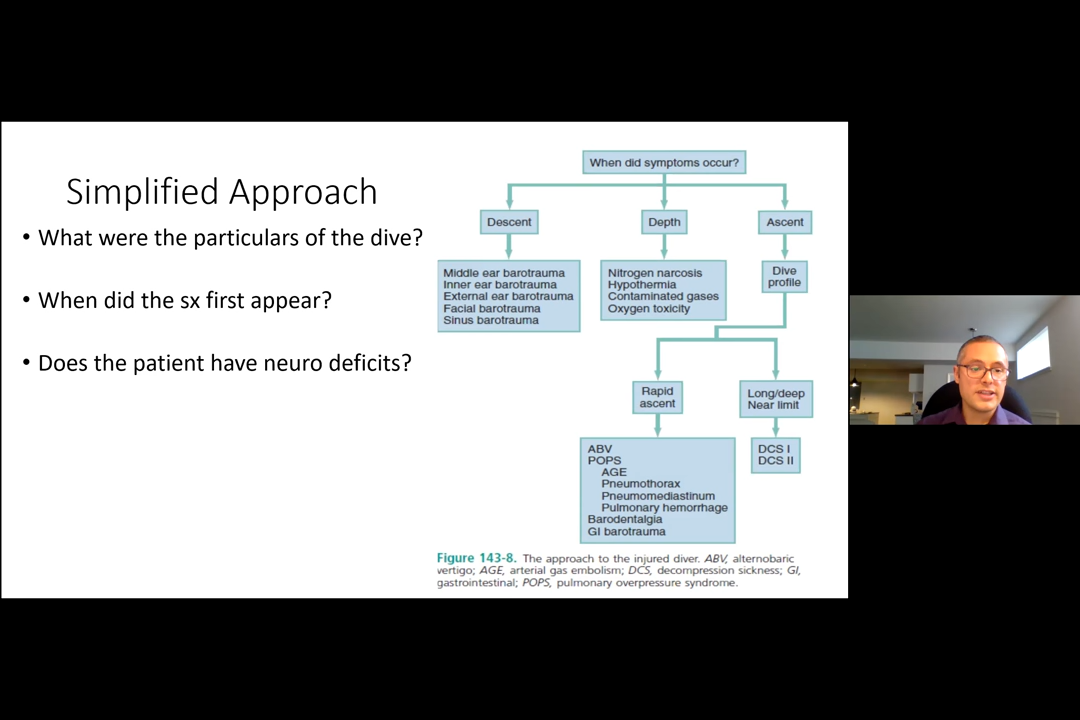 Simplified Approach
• What were the particulars of the dive?
• When did the sx first appear?
• Does the patient have neuro deficits?
When did symptoms occur?
Descent
Depth
Ascent
Middle ear barotrauma
Inner ear barotrauma
External ear barotrauma
Facial barotrauma
Sinus barotrauma
Nitrogen narcosis
Hypothermia
Contaminated gases
Oxygen toxicity
Dive
profile
Rapid
ascent
Long/deep
Near limit
ABV
POPS
AGE
Pneumothorax
Pneumomediastinum
Pulmonary hemorrhage
Barodentalgia
GI barotrauma
DCS I
DCS II
Figure 143-8. The approach to the injured diver. ABV, alternobaric
vertigo; AGE, arterial gas embolism; DCS, decompression sickness; GI,
gastrointestinal; POPS, pulmonary overpressure syndrome.